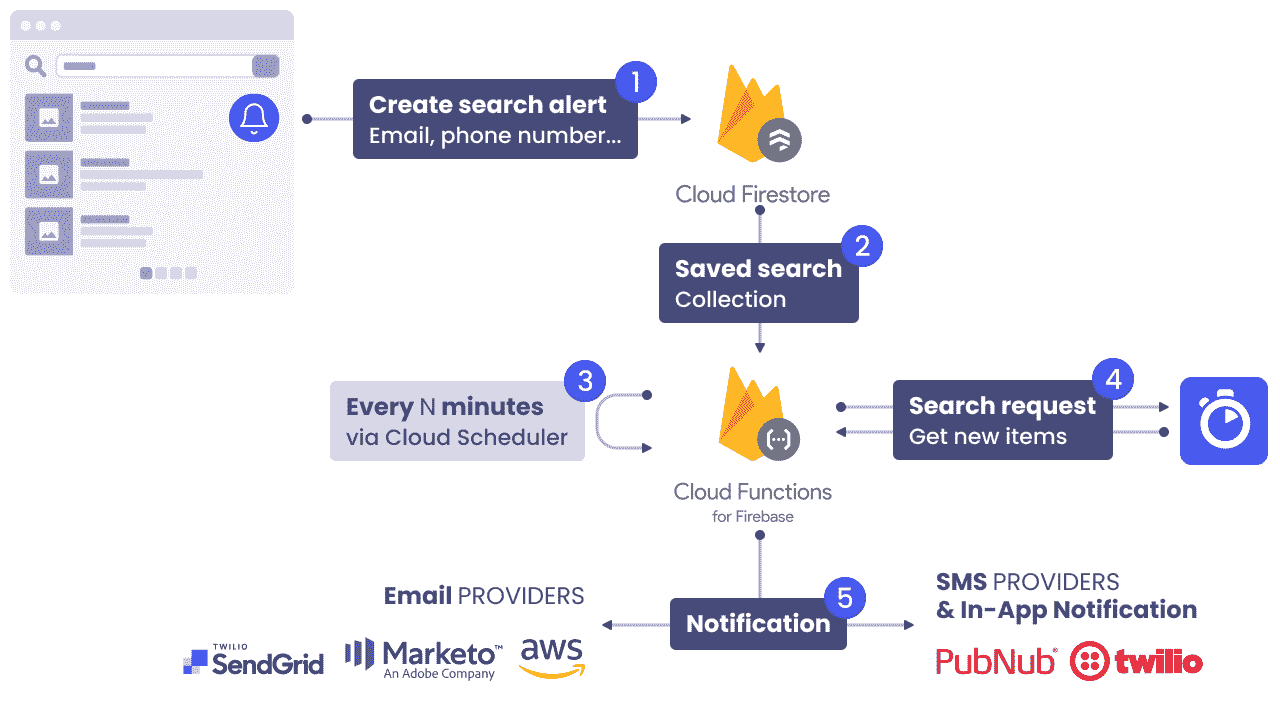 1
Create search alert
Email, phone number...
Cloud Firestore
2
Saved search
Collection
3
Every N minutes
via Cloud Scheduler
4
Search request
Get new items
Cloud Functions
for Firebase
5
Notification
Email PROVIDERS
TWILIO
SendGrid
Marketo™
An Adobe Company
aws
SMS PROVIDERS
& In-App Notification
PubNub®
twilio